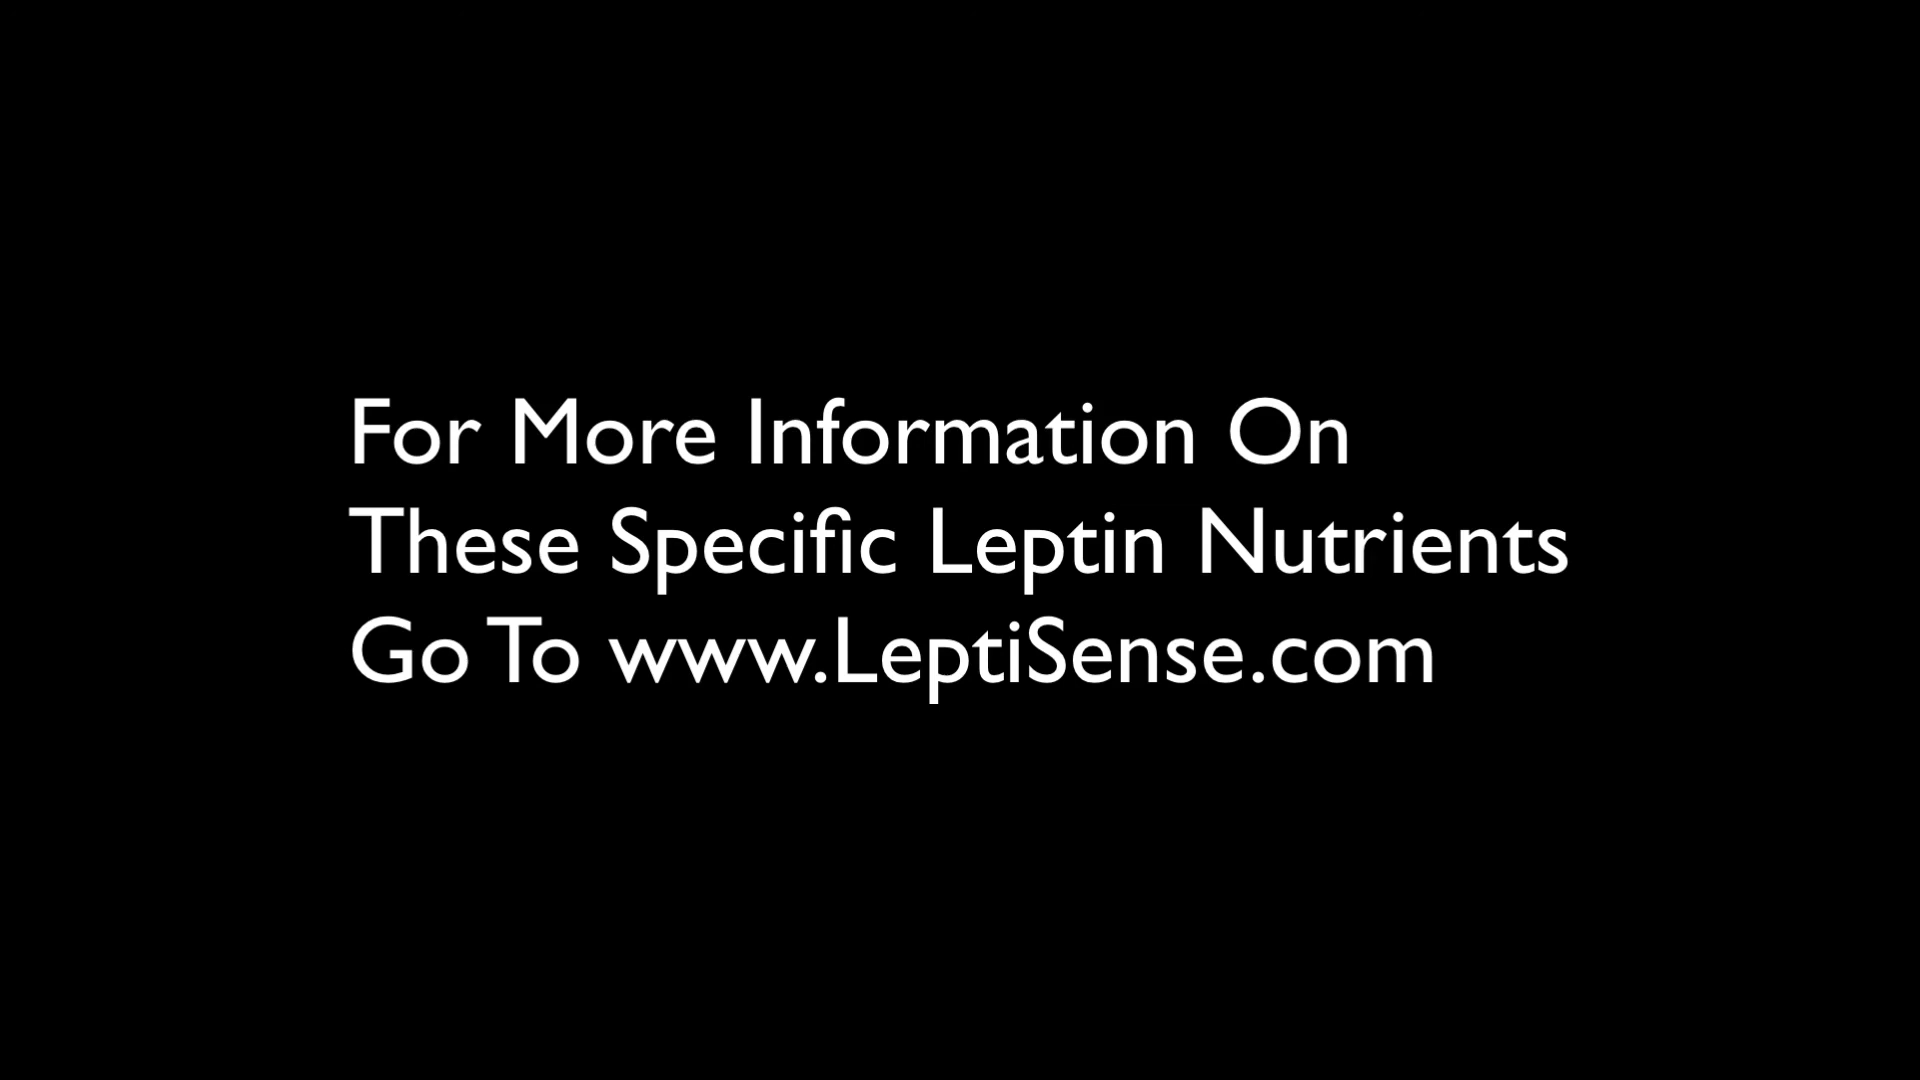 For More Information On
These Specific Leptin Nutrients
Go To www.LeptiSense.com